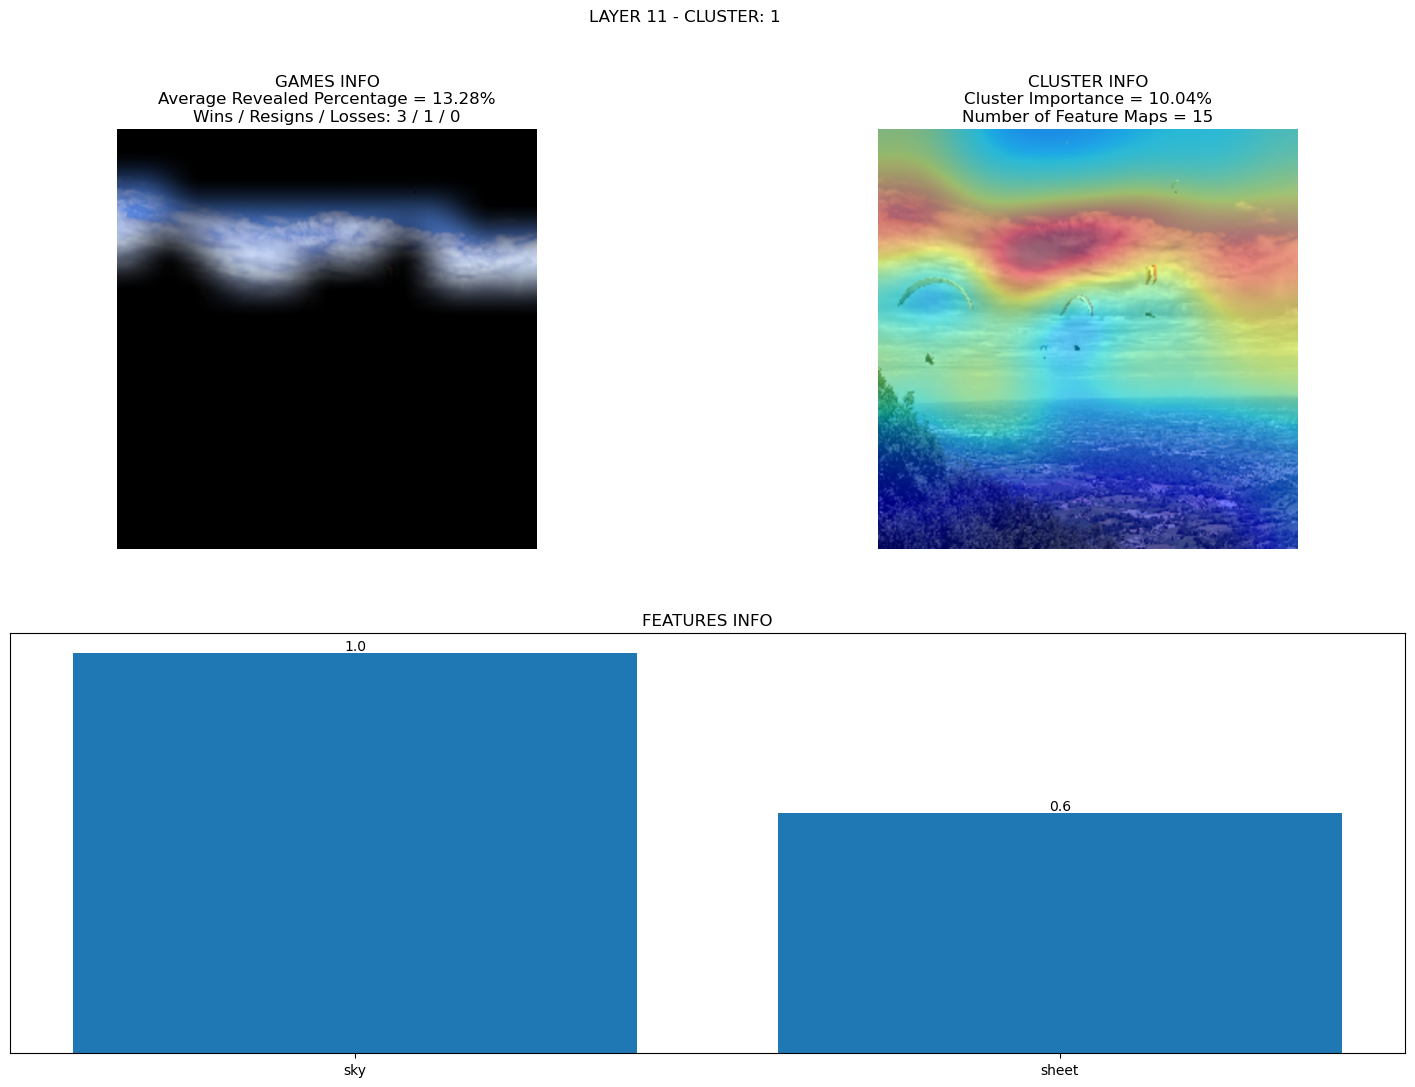 LAYER 11 - CLUSTER: 1
GAMES INFO
Average Revealed Percentage = 13.28%
Wins / Resigns / Losses: 3 / 1 / 0
CLUSTER INFO
Cluster Importance = 10.04%
Number of Feature Maps = 15
FEATURES INFO
1.0
0.6
sky
sheet